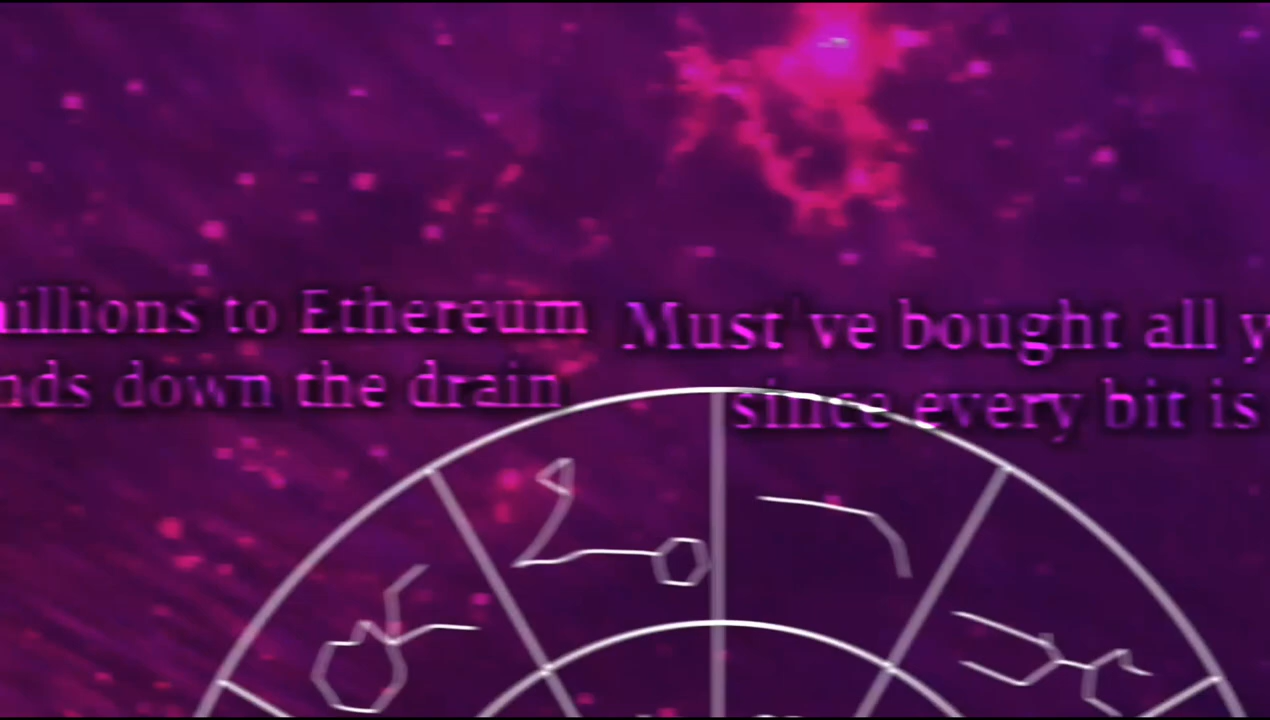 illions to Ethereum
nds down the drain
Must've bought all y
since every bit is